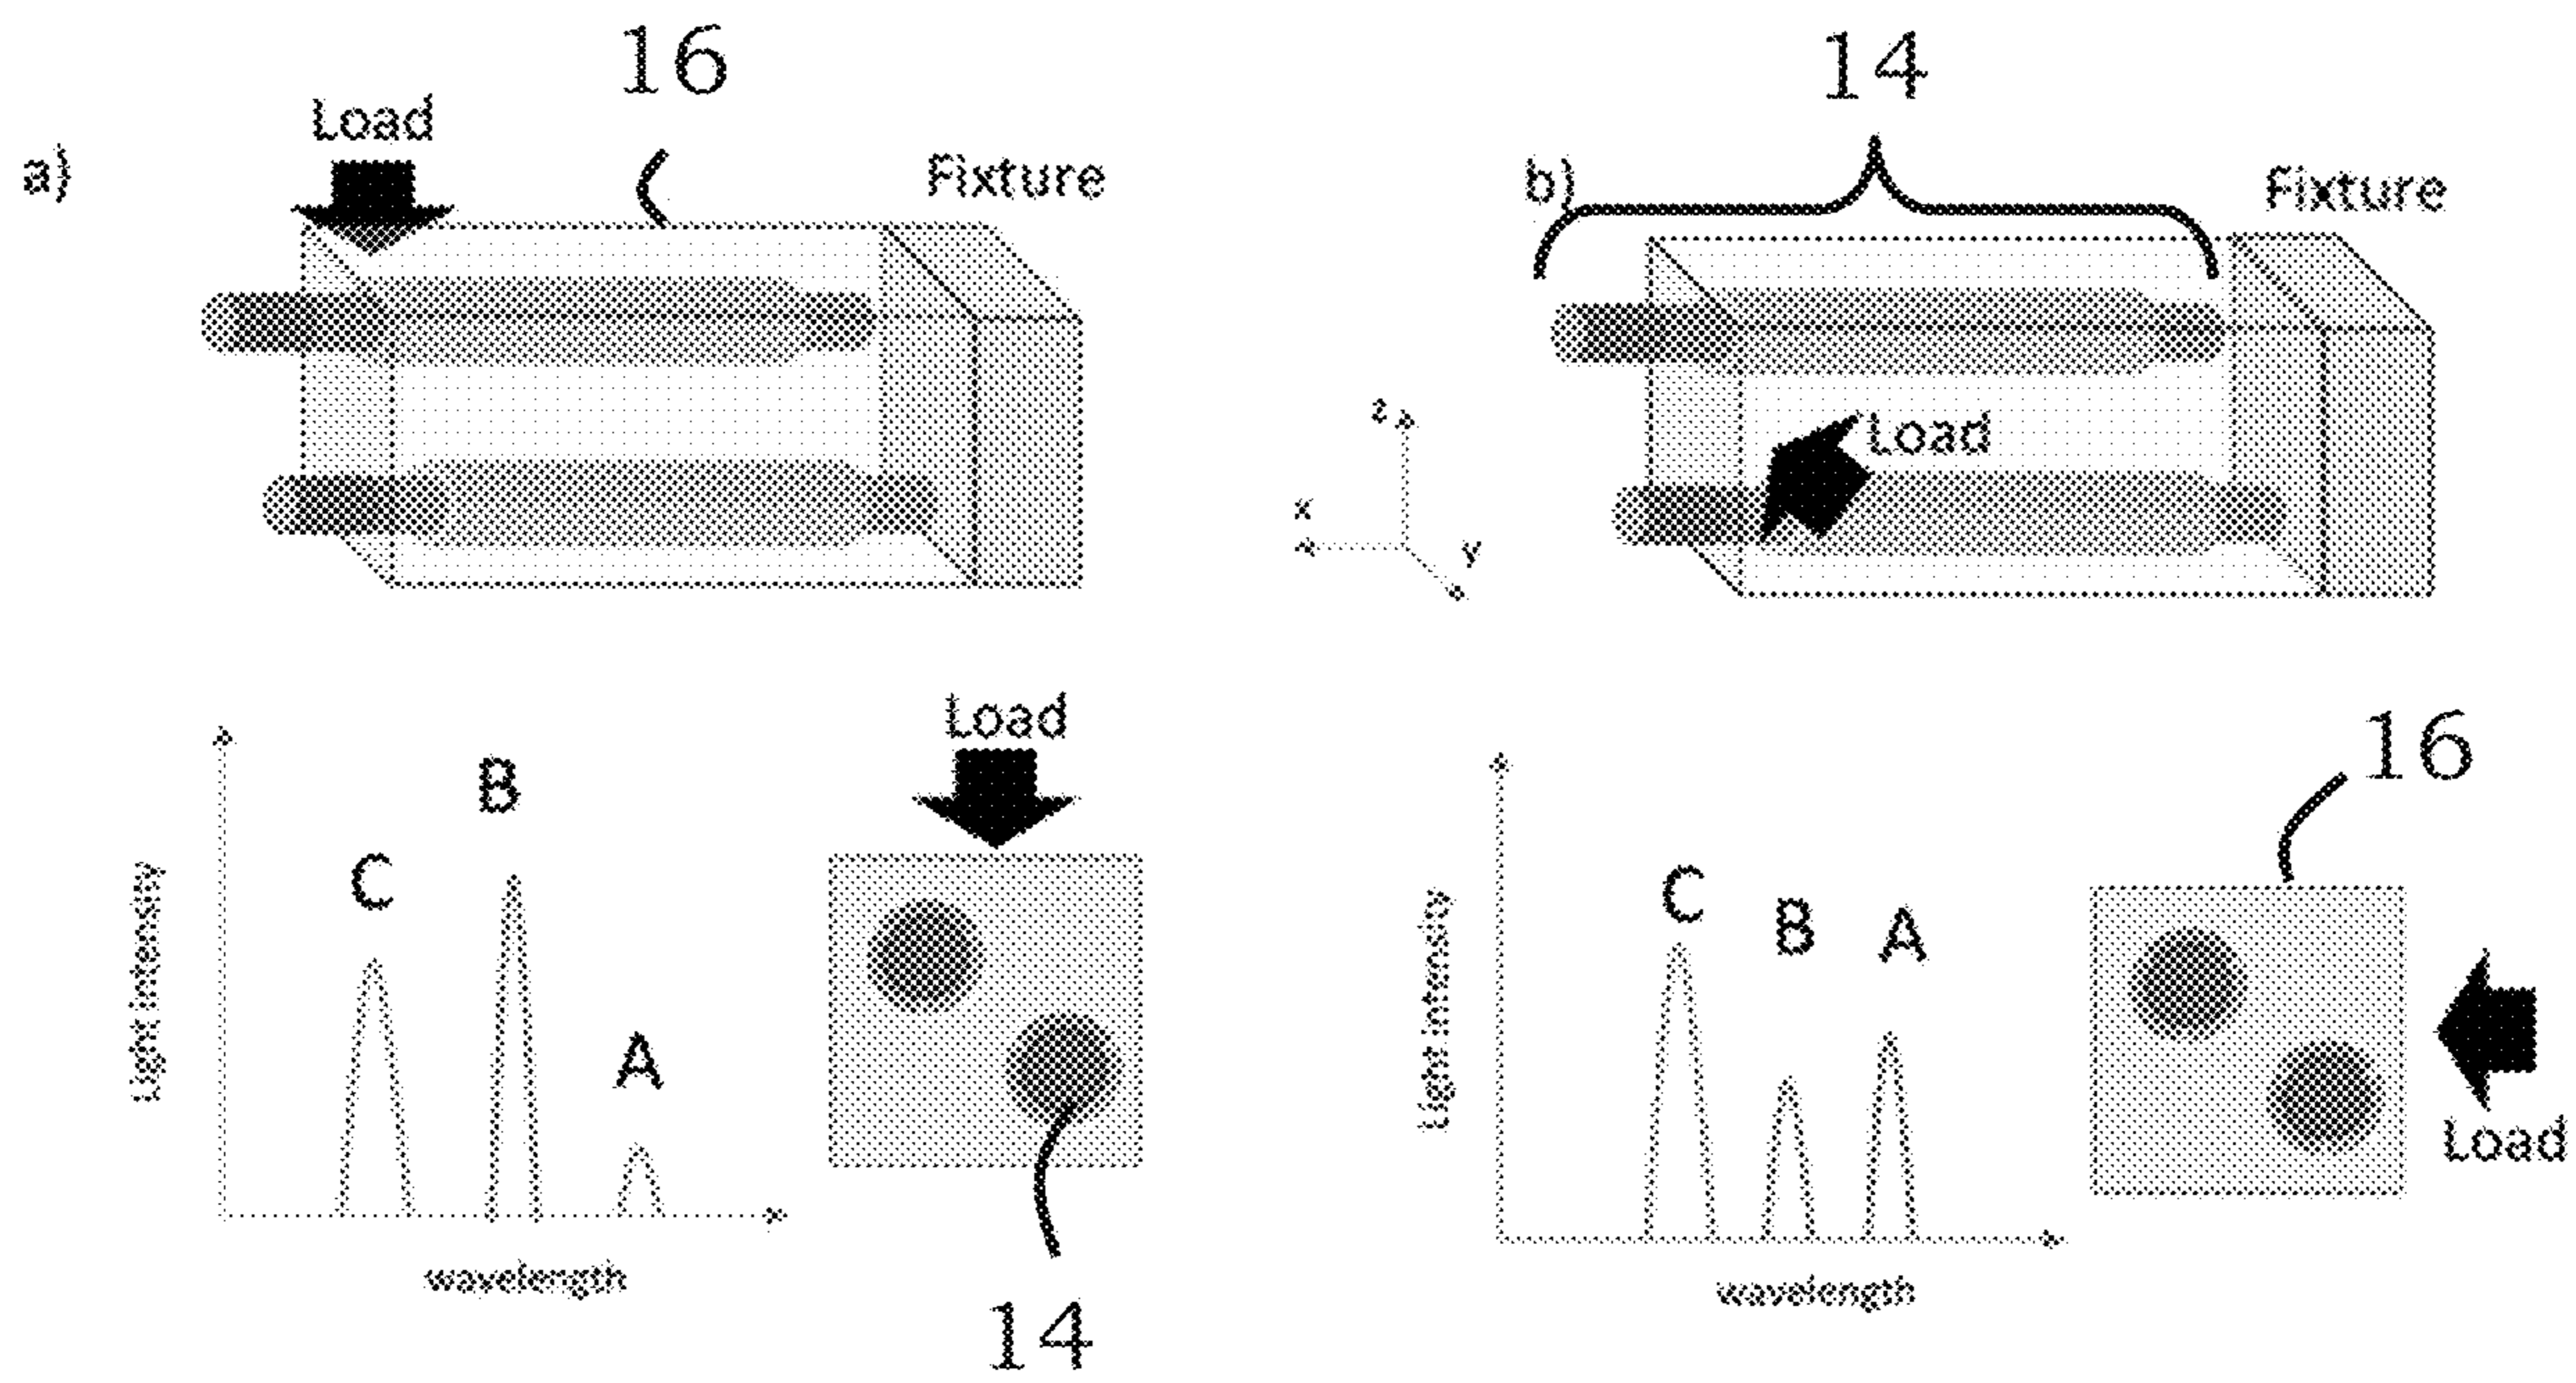 a)
Load
16
Fixture
b)
14
Fixture
Load
z
x
y
Light intensity
C
B
A
wavelength
Load
14
Light intensity
C
B
A
wavelength
16
Load